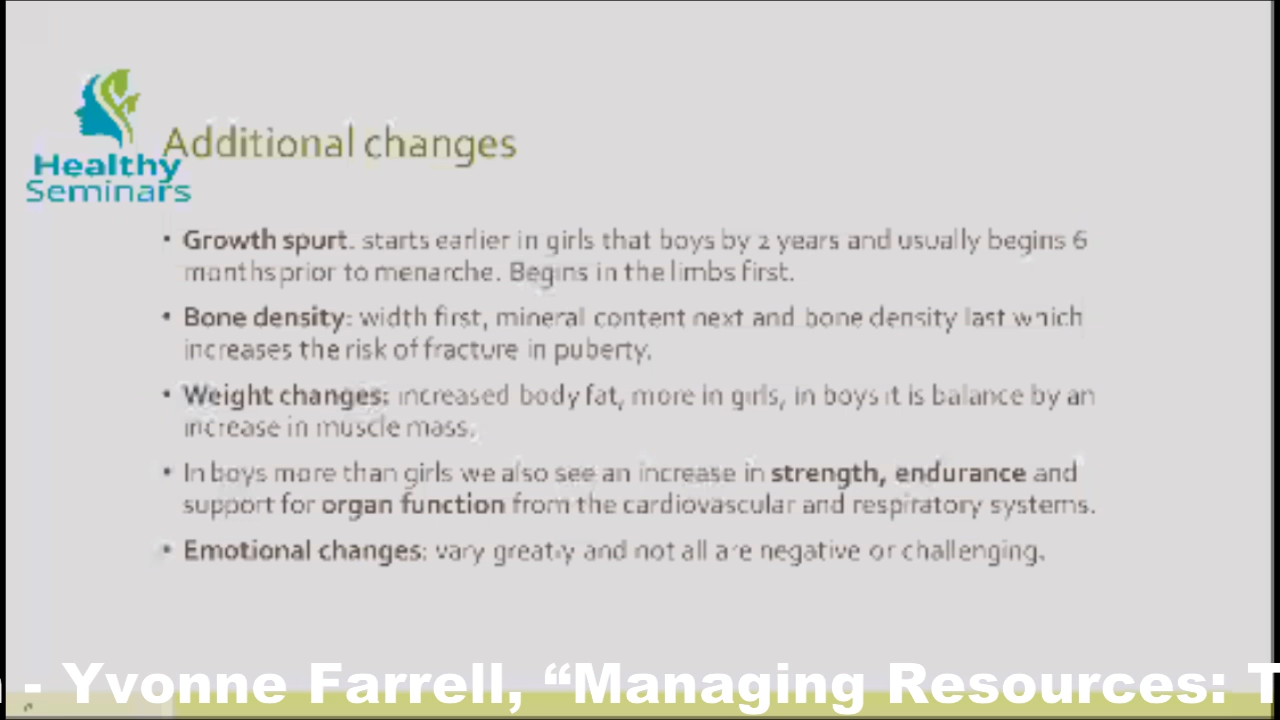 Healthy
Seminars
Additional changes
• Growth spurt. starts earlier in girls that boys by 2 years and usually begins 6
months prior to menarche. Begins in the limbs first.
• Bone density: width first, mineral content next and bone density last which
increases the risk of fracture in puberty.
• Weight changes: increased body fat, more in girls, in boys it is balance by an
increase in muscle mass.
• In boys more than girls we also see an increase in strength, endurance and
support for organ function from the cardiovascular and respiratory systems.
• Emotional changes: vary greatly and not all are negative or challenging.
- Yvonne Farrell, “Managing Resources: T